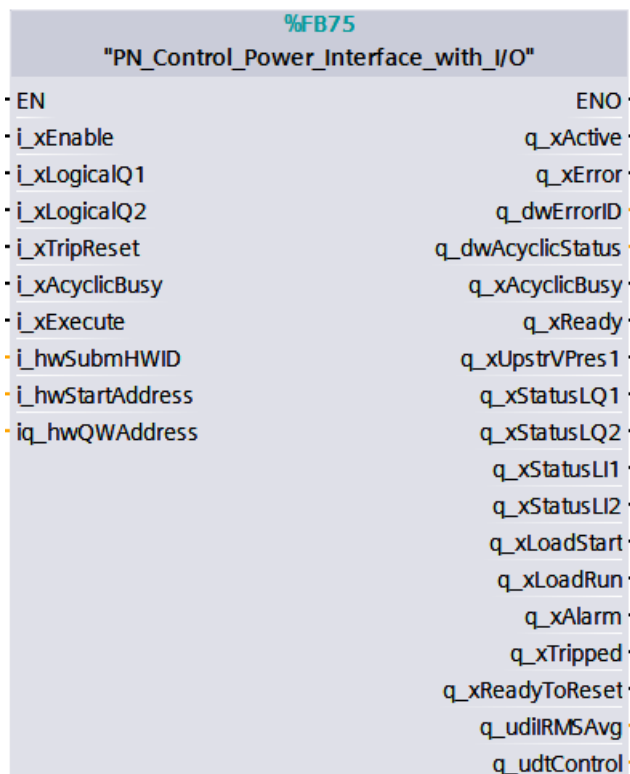 %FB75
"PN_Control_Power_Interface_with_I/O"
EN ENO
i_xEnable q_xActive
i_xLogicalQ1 q_xError
i_xLogicalQ2 q_dwErrorID
i_xTripReset q_dwAcyclicStatus
i_xAcyclicBusy q_xAcyclicBusy
i_xExecute q_xReady
i_hwSubmHWID q_xUpstrVPres1
i_hwStartAddress q_xStatusLQ1
iq_hwQWAddress q_xStatusLQ2
q_xStatusLI1
q_xStatusLI2
q_xLoadStart
q_xLoadRun
q_xAlarm
q_xTripped
q_xReadyToReset
q_udiIRMSAvg
q_udtControl